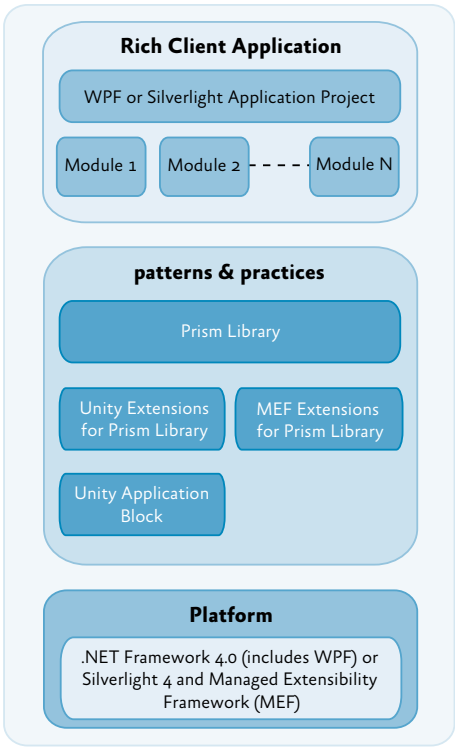 Rich Client Application
WPF or Silverlight Application Project
Module 1
Module 2
Module N
patterns & practices
Prism Library
Unity Extensions
for Prism Library
MEF Extensions
for Prism Library
Unity Application
Block
Platform
.NET Framework 4.0 (includes WPF) or
Silverlight 4 and Managed Extensibility
Framework (MEF)